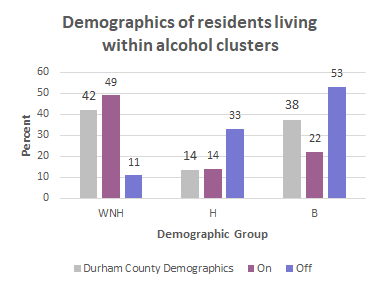 Demographics of residents living
within alcohol clusters
60
50
40
30
20
10
0
Percent
42
49
11
14
14
33
38
22
53
WNH
H
B
Demographic Group
Durham County Demographics
On
Off